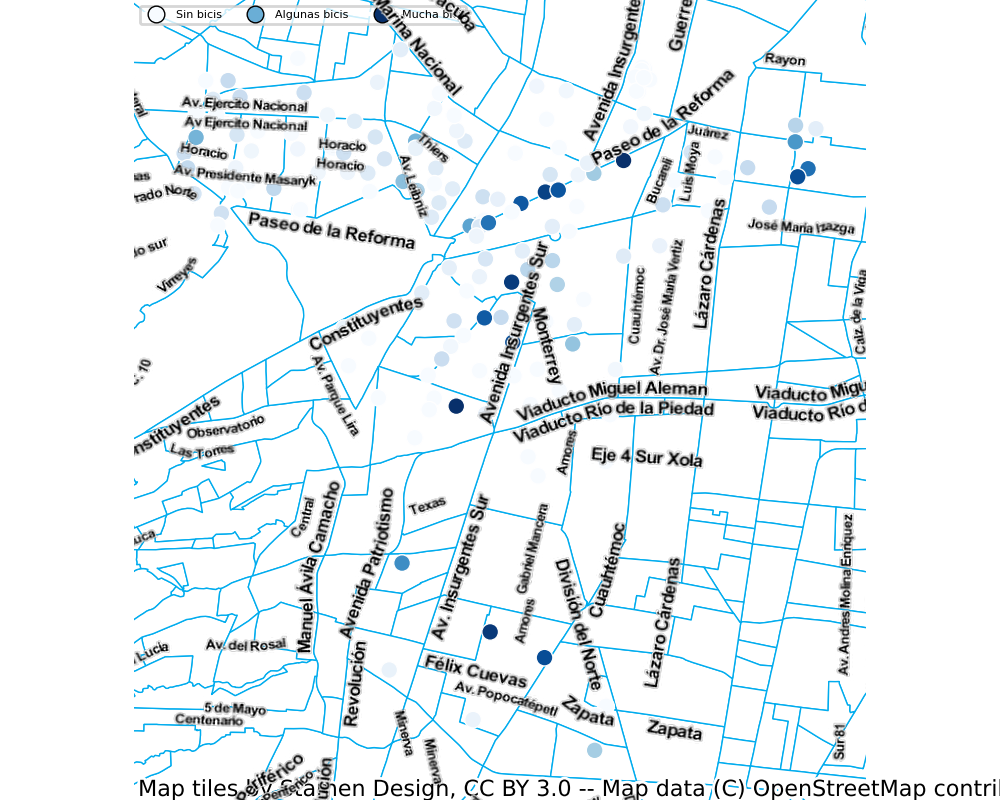 Sin bicis
Algunas bicis
Mucha bi
Marina Nacional
Avenida Insurgente
Guerre
Rayon
Paseo de la Reforma
Av. Ejercito Nacional
Av Ejercito Nacional
Juárez
Horacio
Horacio
Horacio
Thiers
Bucareli
Luis Moya
Av. Presidente Masaryk
Av. Leibniz
rado Norte
Paseo de la Reforma
José María Izazga
Lázaro Cárdenas
Virreyes
Constituyentes
Avenida Insurgentes Sur
Monterrey
Cuauhtémoc
Av. Dr. José María Vertiz
Calz. de la Viga
Av. Parque Lira
Viaducto Miguel Aleman
Viaducto Río de la Piedad
Viaducto Migu
Viaducto Río d
nstituyentes
Observatorio
Las Torres
Amores
Eje 4 Sur Xola
Central
Manuel Ávila Camacho
Avenida Patriotismo
Texas
Av. Insurgentes Sur
Gabriel Mancera
Amores
División del Norte
Cuauhtémoc
Lázaro Cárdenas
Av. Andres Molina Enriquez
Lucia
Av. del Rosal
Revolución
Félix Cuevas
Av. Popocatépetl
Zapata
Zapata
5 de Mayo
Centenario
Minerva
Minerva
Sur 81
Periférico
Periférico
ución
Map tiles by Stamen Design, CC BY 3.0 -- Map data (C) OpenStreetMap contri